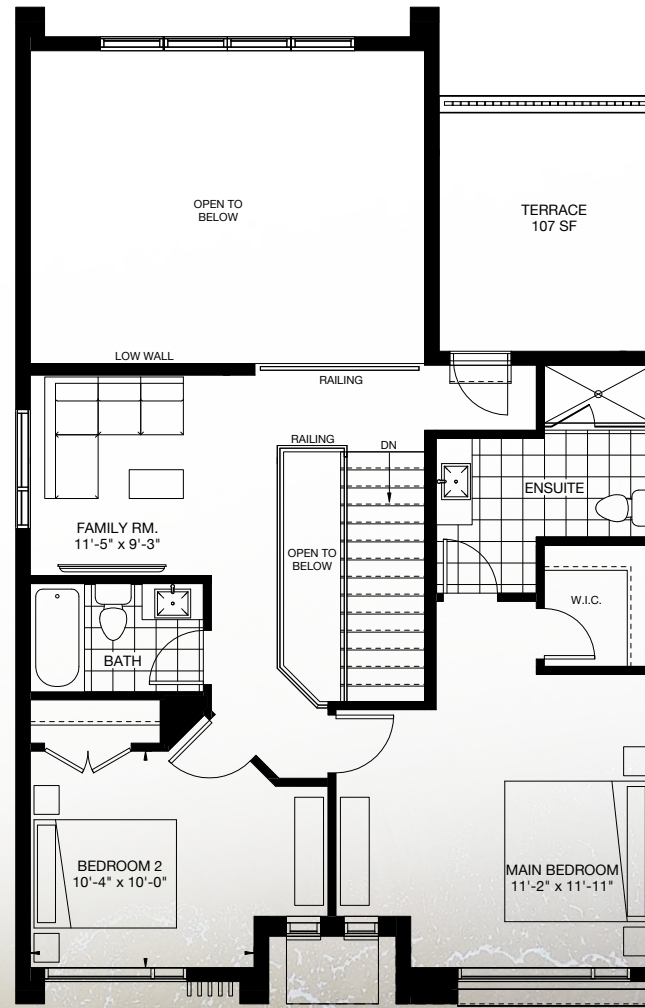 OPEN TO
BELOW
TERRACE
107 SF
LOW WALL
RAILING
RAILING
DN
ENSUITE
FAMILY RM.
11'-5" x 9'-3"
OPEN TO
BELOW
W.I.C.
BATH
BEDROOM 2
10'-4" x 10'-0"
MAIN BEDROOM
11'-2" x 11'-11"